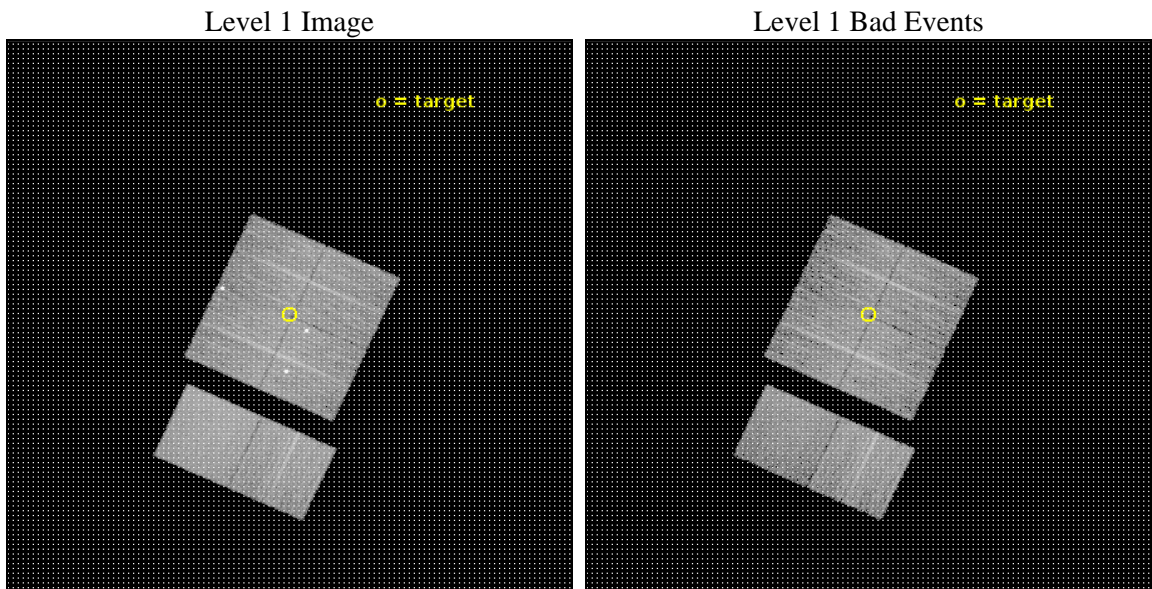 Level 1 Image
Level 1 Bad Events
o = target
o = target